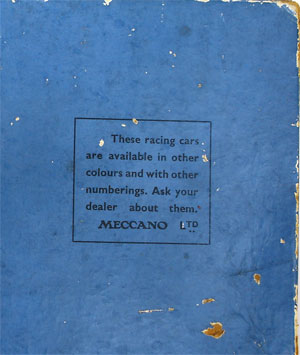 These racing cars
are available in other
colours and with other
numberings. Ask your
dealer about them.
MECCANO LTD